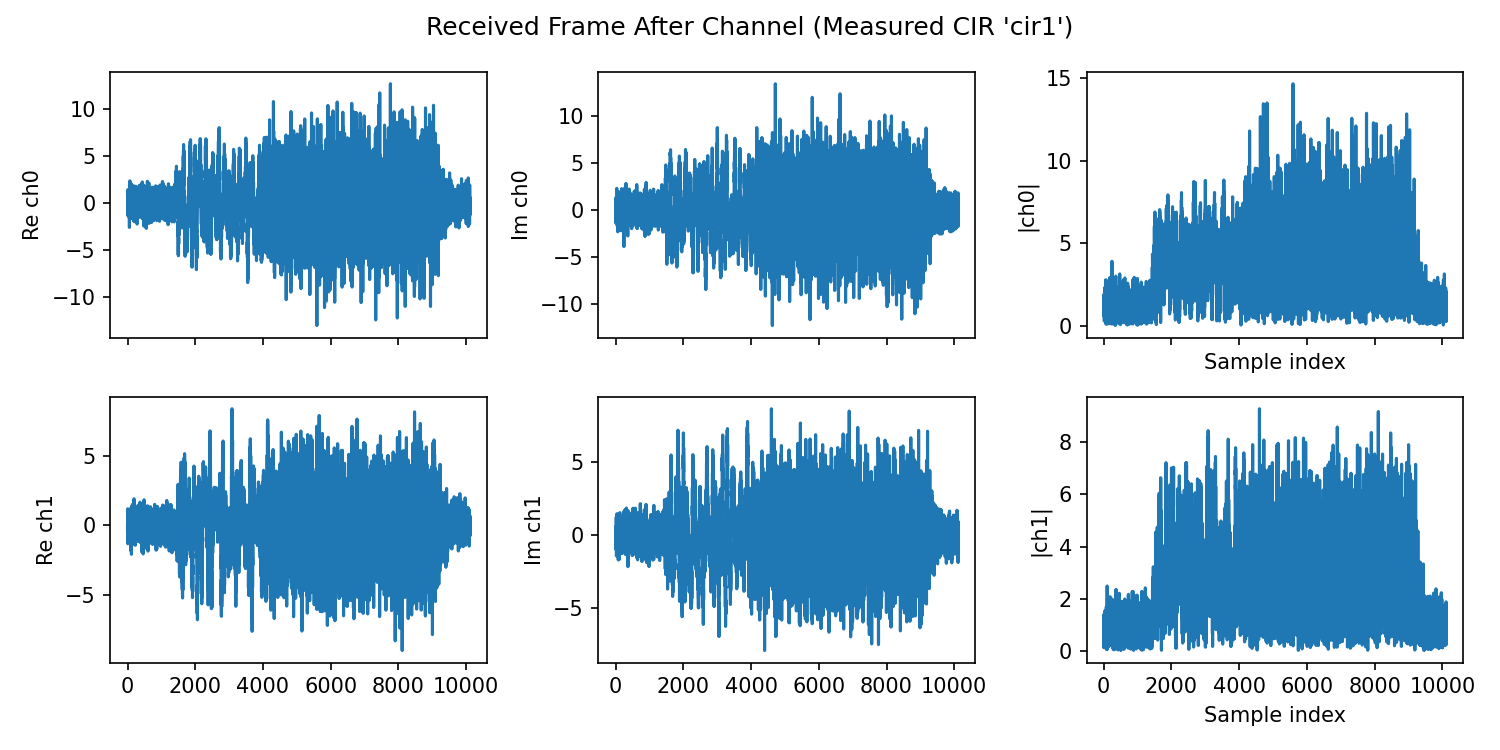 Received Frame After Channel (Measured CIR 'cir1')
Re ch0
10
5
0
−5
−10
Im ch0
10
5
0
−5
−10
|ch0|
15
10
5
0
Sample index
Re ch1
5
0
−5
0 2000 4000 6000 8000 10000
Im ch1
5
0
−5
0 2000 4000 6000 8000 10000
|ch1|
8
6
4
2
0
0 2000 4000 6000 8000 10000
Sample index